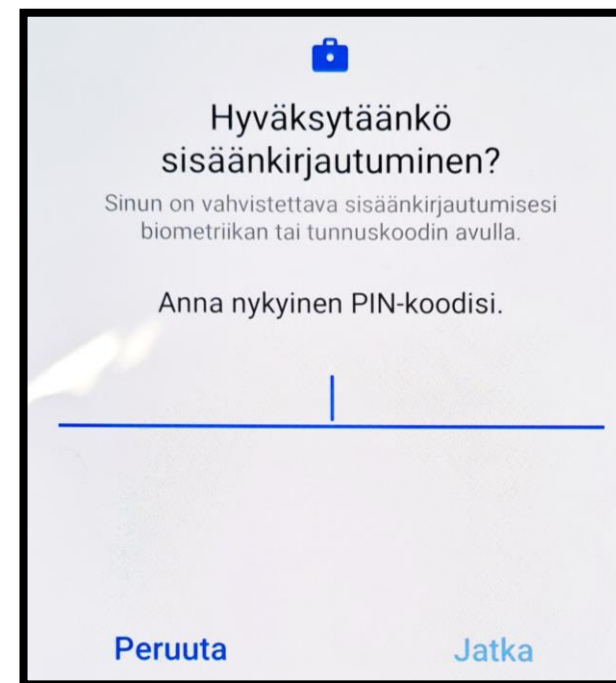 Hyväksytäänkö
sisäänkirjautuminen?
Sinun on vahvistettava sisäänkirjautumisesi
biometriikan tai tunnuskoodin avulla.
Anna nykyinen PIN-koodisi.
Peruuta
Jatka